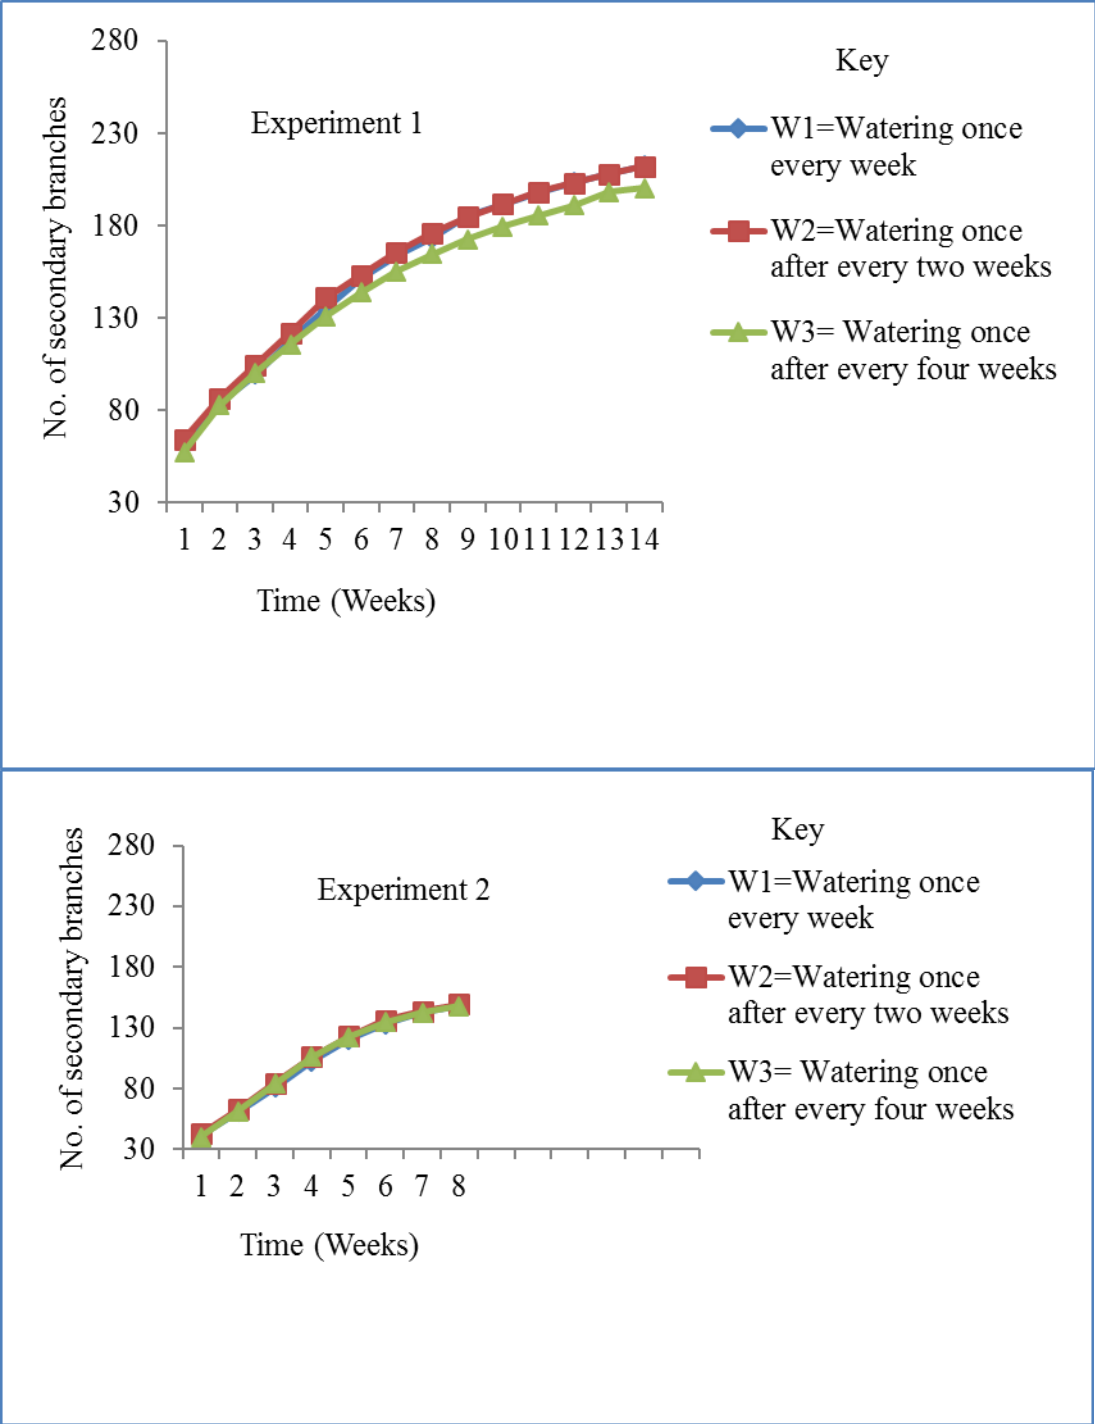 280
230
180
130
80
30
No. of secondary branches
Experiment 1
1 2 3 4 5 6 7 8 9 10 11 12 13 14
Time (Weeks)
Key
W1=Watering once
every week
W2=Watering once
after every two weeks
W3= Watering once
after every four weeks
280
230
180
130
80
30
No. of secondary branches
Experiment 2
1 2 3 4 5 6 7 8
Time (Weeks)
Key
W1=Watering once
every week
W2=Watering once
after every two weeks
W3= Watering once
after every four weeks